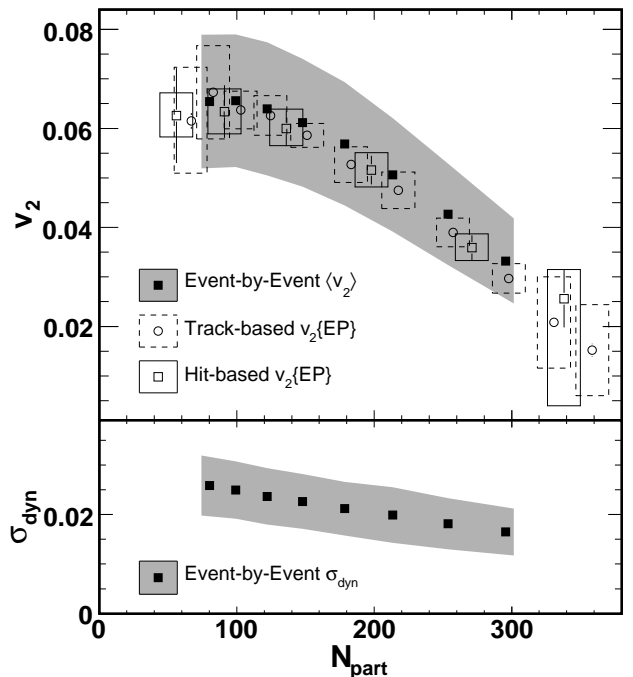 0.08
0.06
0.04
0.02
v₂
Event-by-Event ⟨v₂⟩
Track-based v₂{EP}
Hit-based v₂{EP}
0.02
0
σdyn
Event-by-Event σdyn
0 100 200 300
Npart